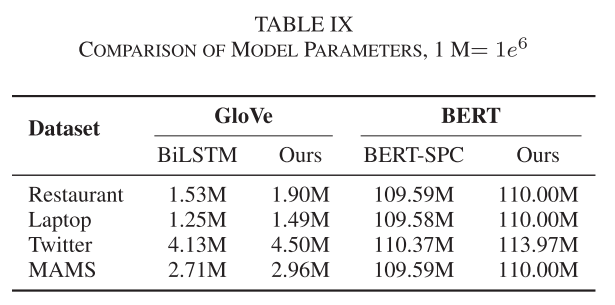 TABLE IX
COMPARISON OF MODEL PARAMETERS, 1 M= 1e⁶
Dataset GloVe BERT
BiLSTM Ours BERT-SPC Ours
Restaurant 1.53M 1.90M 109.59M 110.00M
Laptop 1.25M 1.49M 109.58M 110.00M
Twitter 4.13M 4.50M 110.37M 113.97M
MAMS 2.71M 2.96M 109.59M 110.00M